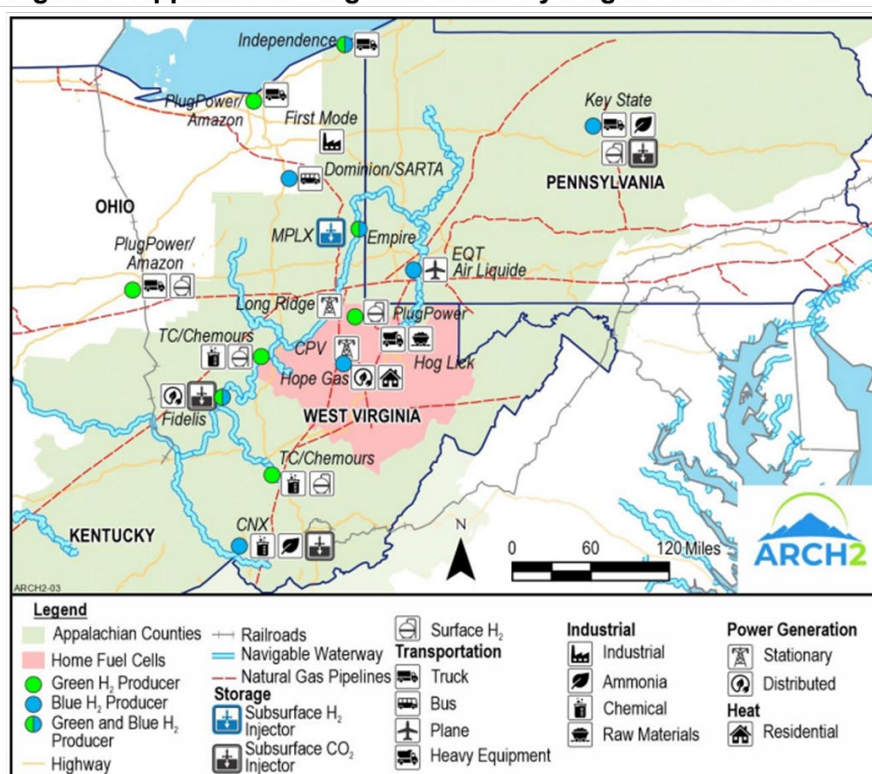 Independence
PlugPower/
Amazon
First Mode
Key State
Dominion/SARTA
PENNSYLVANIA
OHIO
PlugPower/
Amazon
MPLX
Empire
EQT
Air Liquide
Long Ridge
PlugPower
TC/Chemours
CPV
Hog Lick
Hope Gas
Fidelis
WEST VIRGINIA
TC/Chemours
KENTUCKY
CNX
N
0 60 120 Miles
ARCH2
ARCH2-03
Legend
Appalachian Counties
Home Fuel Cells
Green H₂ Producer
Blue H₂ Producer
Green and Blue H₂
Producer
Highway
Railroads
Navigable Waterway
Natural Gas Pipelines
Storage
Subsurface H₂
Injector
Subsurface CO₂
Injector
Surface H₂
Transportation
Truck
Bus
Plane
Heavy Equipment
Industrial
Industrial
Ammonia
Chemical
Raw Materials
Power Generation
Stationary
Distributed
Heat
Residential